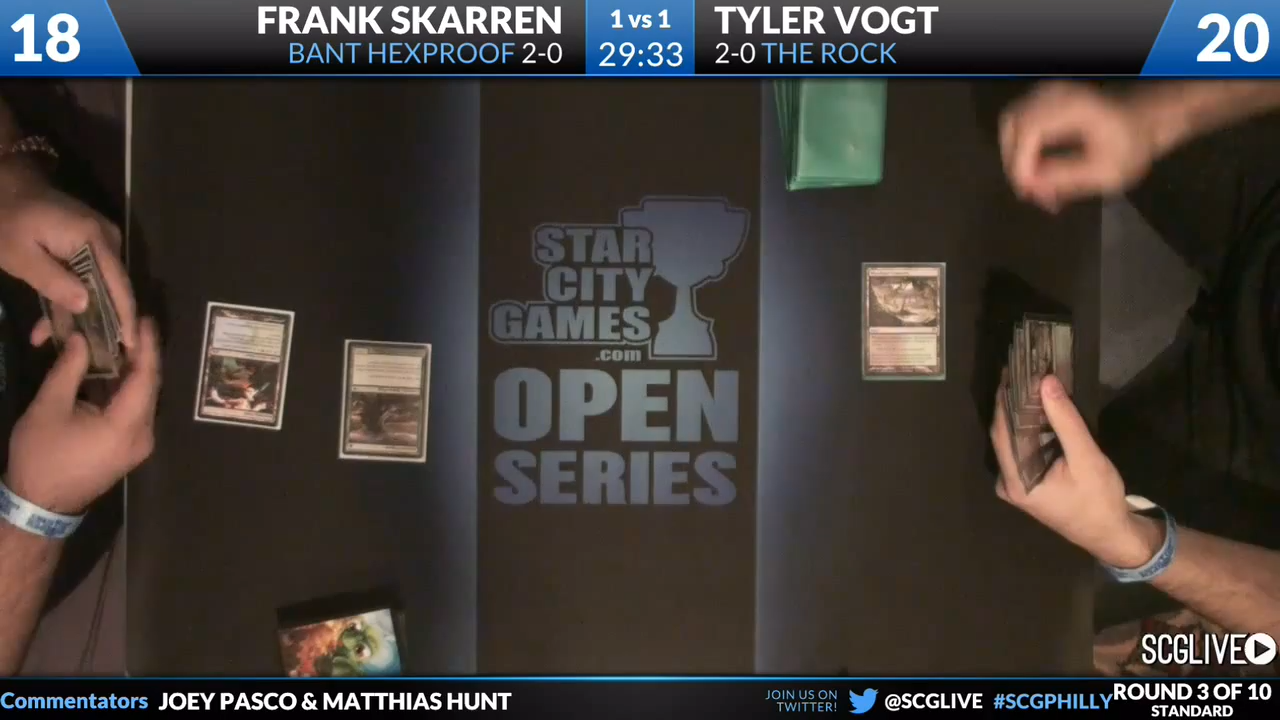 18
FRANK SKARREN
BANT HEXPROOF 2-0
1 vs 1
29:33
TYLER VOGT
2-0 THE ROCK
20
STAR
CITY
GAMES
.com
OPEN
SERIES
SCGLIVE
Commentators JOEY PASCO & MATTHIAS HUNT
JOIN US ON
TWITTER!
@SCGLIVE #SCGPHILLY
ROUND 3 OF 10
STANDARD